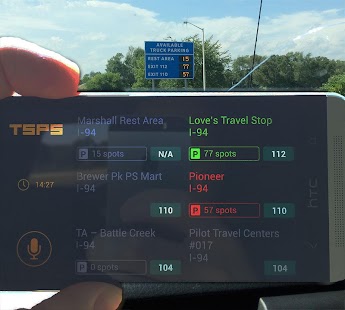 AVAILABLE
TRUCK PARKING
REST AREA 15
EXIT 110 77
EXIT 110 57
TSPS
14:27
Marshall Rest Area
I-94
P 15 spots N/A
Love's Travel Stop
I-94
P 77 spots 112
Brewer Pk PS Mart
I-94
110
Pioneer
I-94
P 57 spots 110
TA – Battle Creek
I-94
P 0 spots 104
Pilot Travel Centers
#017
I-94
104
hTC